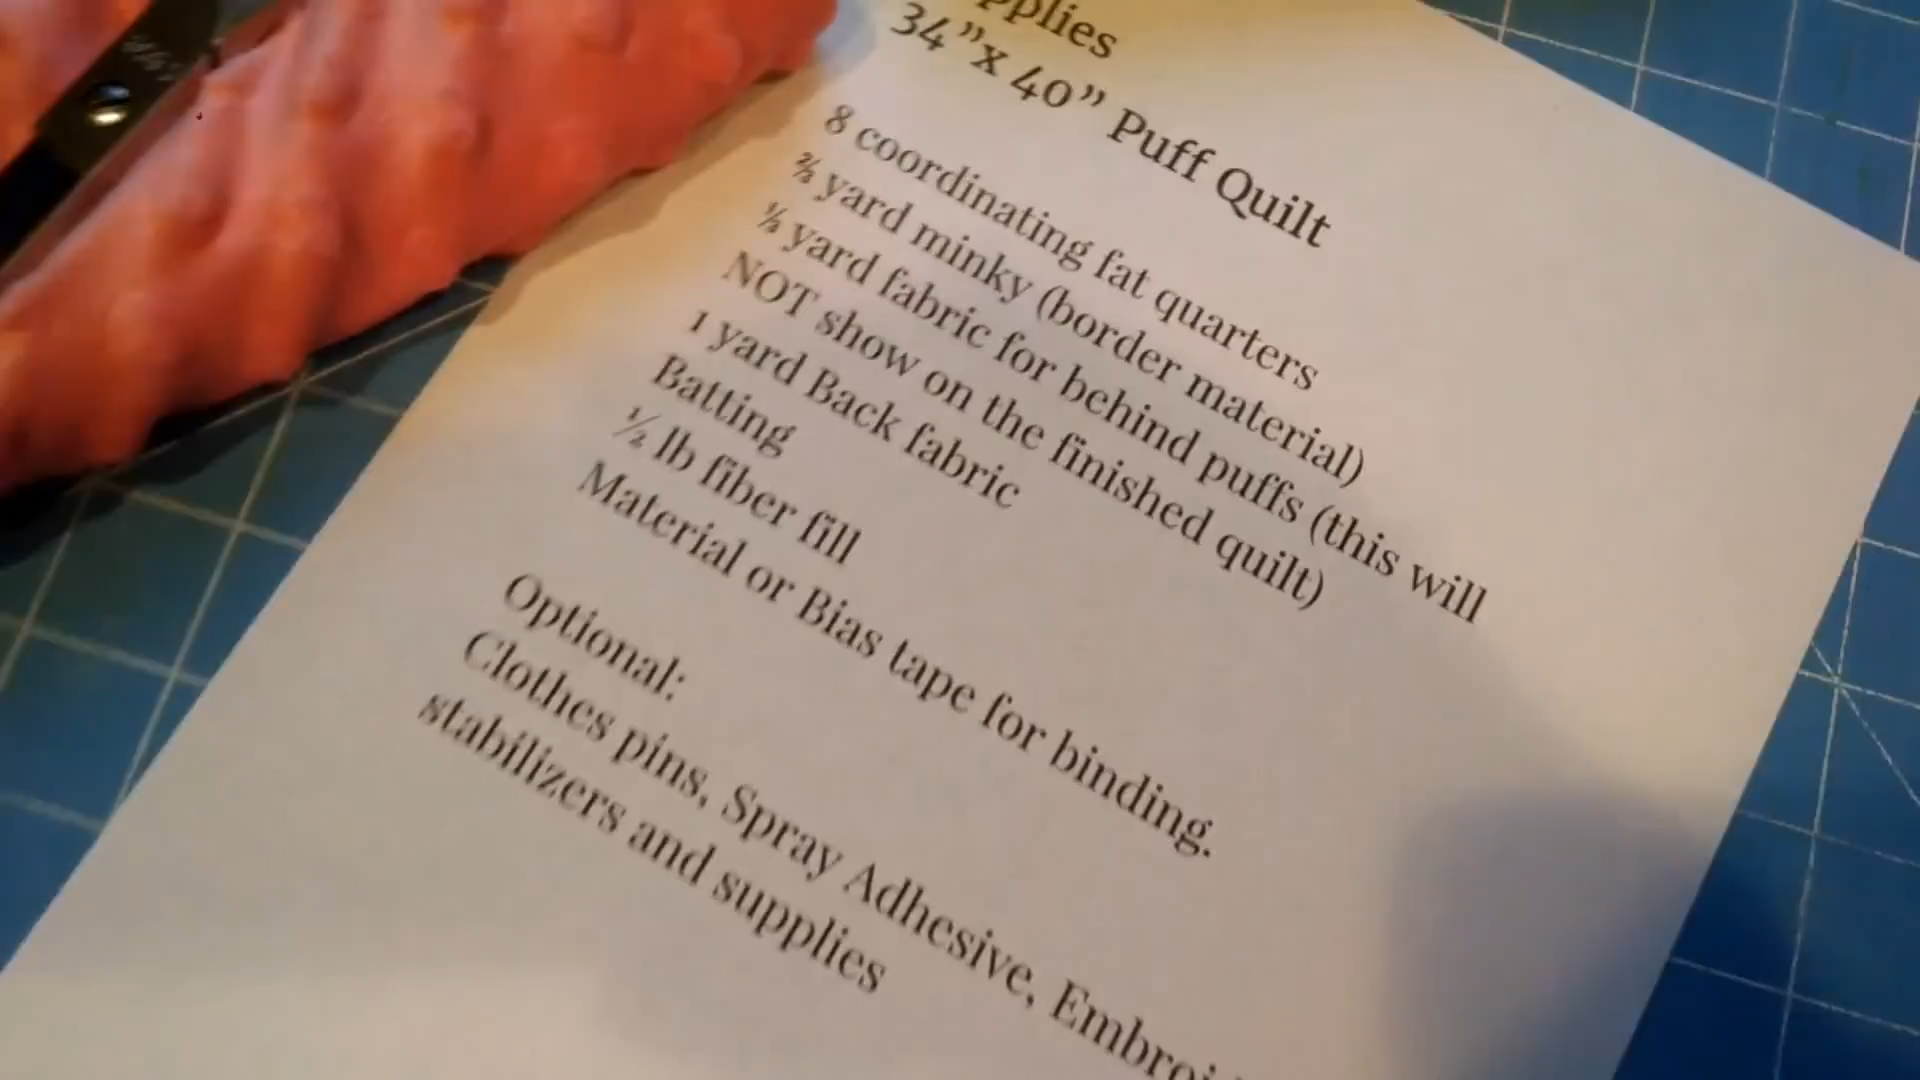 34”x 40” Puff Quilt
8 coordinating fat quarters
⅔ yard minky (border material)
⅓ yard fabric for behind puffs (this will
NOT show on the finished quilt)
1 yard Back fabric
Batting
½ lb fiber fill
Material or Bias tape for binding.
Optional:
Clothes pins, Spray Adhesive,
stabilizers and supplies